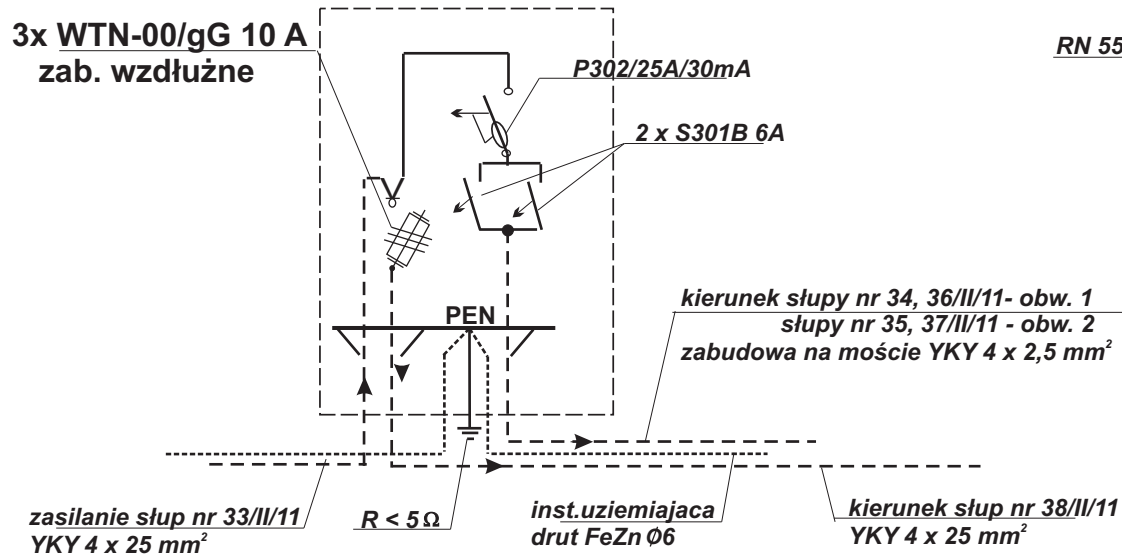 3x WTN-00/gG 10 A
zab. wzdłużne
RN 55
P302/25A/30mA
2 x S301B 6A
PEN
kierunek słupy nr 34, 36/II/11- obw. 1
słupy nr 35, 37/II/11 - obw. 2
zabudowa na moście YKY 4 x 2,5 mm²
zasilanie słup nr 33/II/11
YKY 4 x 25 mm²
R < 5 Ω
inst.uziemiajaca
drut FeZn Ø6
kierunek słup nr 38/II/11
YKY 4 x 25 mm²